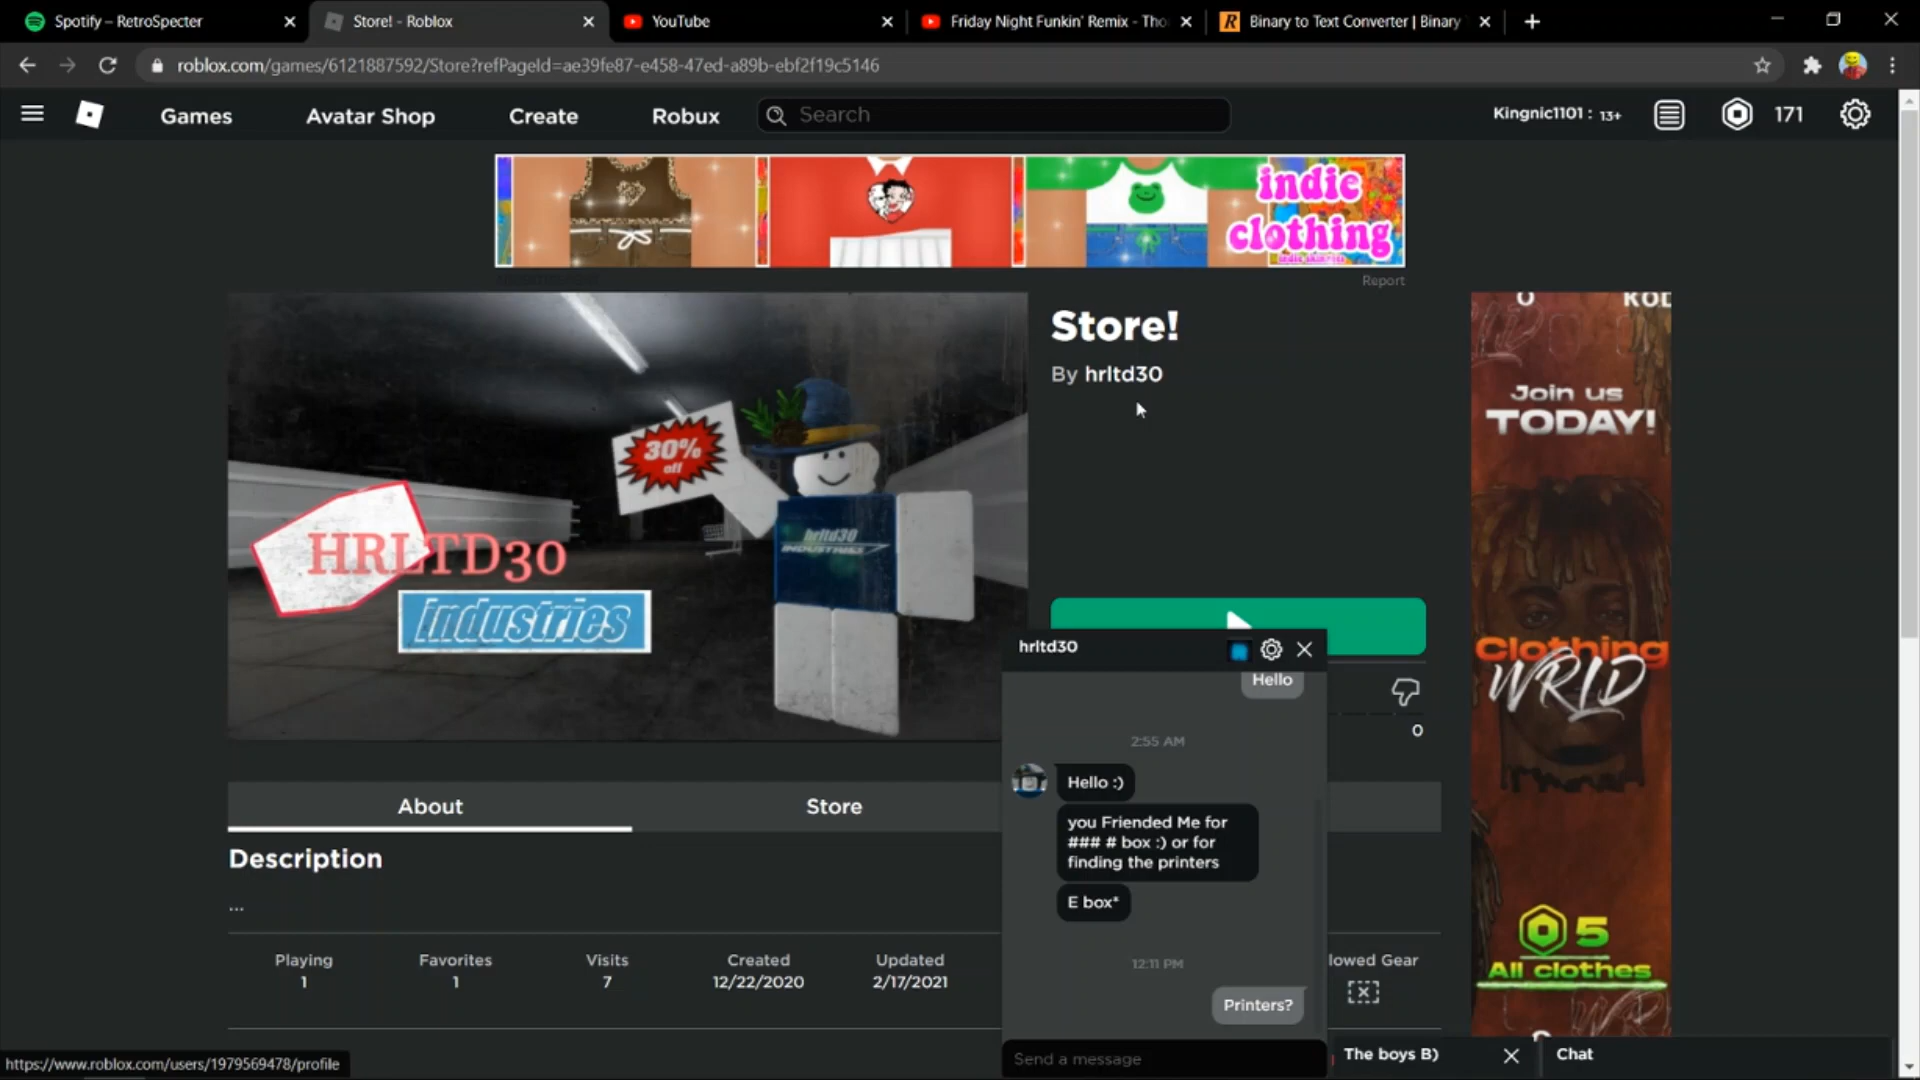 Spotify – RetroSpecter
Store! - Roblox
YouTube
Friday Night Funkin' Remix - Tho
Binary to Text Converter | Binary
roblox.com/games/6121887592/Store?refPageId=ae39fe87-e458-47ed-a89b-ebf2f19c5146
Games
Avatar Shop
Create
Robux
Search
Kingnic1101 : 13+
171
indie
clothing
Report
Store!
By hrltd30
30%
off
hrltd30
INDUSTRIES
HRLTD30
industries
Join us
TODAY!
Clothing
WRLD
5
All clothes
hrltd30
Hello
2:55 AM
Hello :)
you Friended Me for
### # box :) or for
finding the printers
E box*
12:11 PM
Printers?
Send a message
0
About
Store
Description
...
Playing
1
Favorites
1
Visits
7
Created
12/22/2020
Updated
2/17/2021
lowed Gear
The boys B)
Chat
https://www.roblox.com/users/1979569478/profile